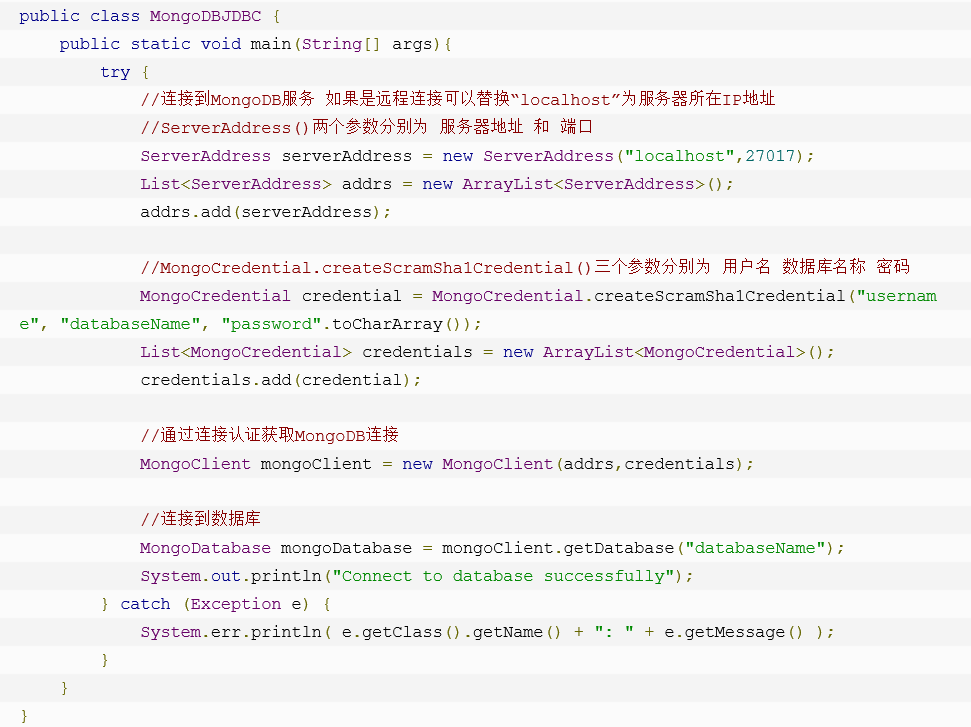 public class MongoDBJDBC {
    public static void main(String[] args){
        try {
            //连接到MongoDB服务 如果是远程连接可以替换“localhost”为服务器所在IP地址
            //ServerAddress()两个参数分别为 服务器地址 和 端口
            ServerAddress serverAddress = new ServerAddress("localhost",27017);
            List<ServerAddress> addrs = new ArrayList<ServerAddress>();
            addrs.add(serverAddress);

            //MongoCredential.createScramSha1Credential()三个参数分别为 用户名 数据库名称 密码
            MongoCredential credential = MongoCredential.createScramSha1Credential("usernam
e", "databaseName", "password".toCharArray());
            List<MongoCredential> credentials = new ArrayList<MongoCredential>();
            credentials.add(credential);

            //通过连接认证获取MongoDB连接
            MongoClient mongoClient = new MongoClient(addrs,credentials);

            //连接到数据库
            MongoDatabase mongoDatabase = mongoClient.getDatabase("databaseName");
            System.out.println("Connect to database successfully");
        } catch (Exception e) {
            System.err.println( e.getClass().getName() + ": " + e.getMessage() );
        }
    }
}